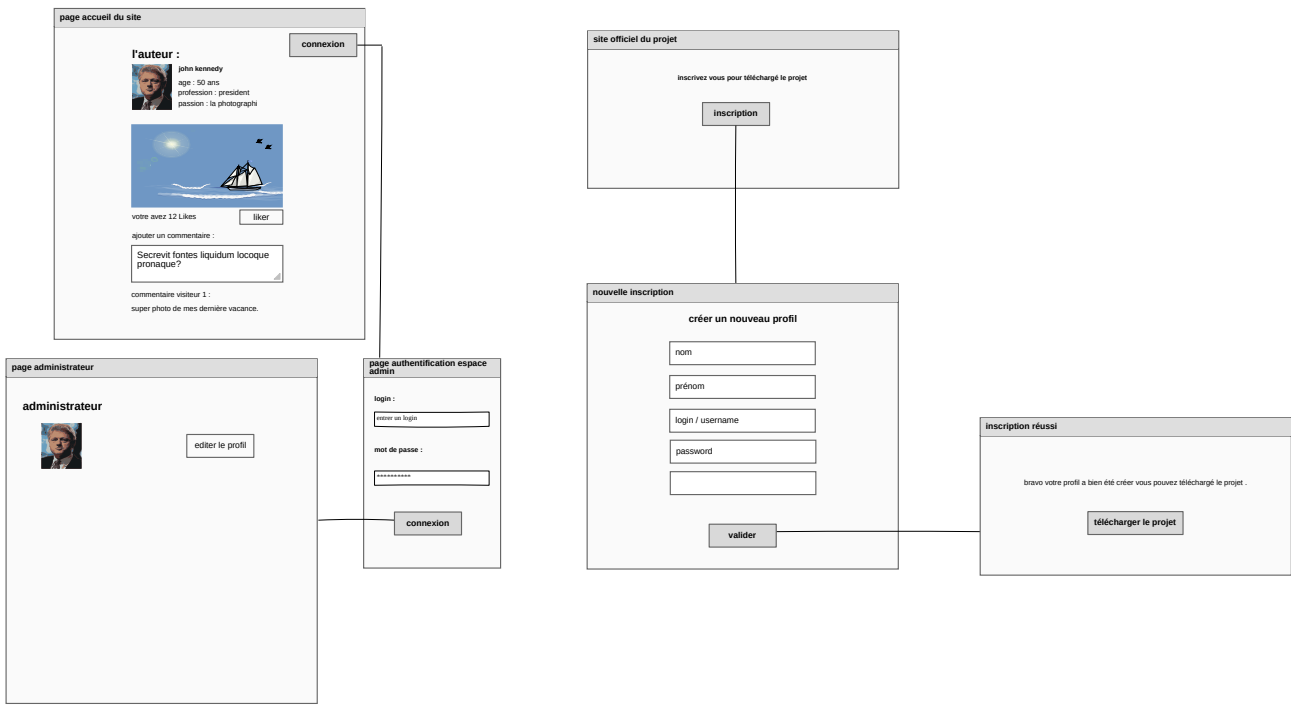 page accueil du site
connexion
l'auteur :
john kennedy
age : 50 ans
profession : president
passion : la photographi
votre avez 12 Likes
liker
ajouter un commentaire :
Secrevit fontes liquidum locoque
pronaque?
commentaire visiteur 1 :
super photo de mes dernière vacance.
page administrateur
administrateur
editer le profil
page authentification espace
admin
login :
entrer un login
mot de passe :
**********
connexion
site officiel du projet
inscrivez vous pour téléchargé le projet
inscription
nouvelle inscription
créer un nouveau profil
nom
prénom
login / username
password
valider
inscription réussi
bravo votre profil a bien été créer vous pouvez téléchargé le projet .
télécharger le projet